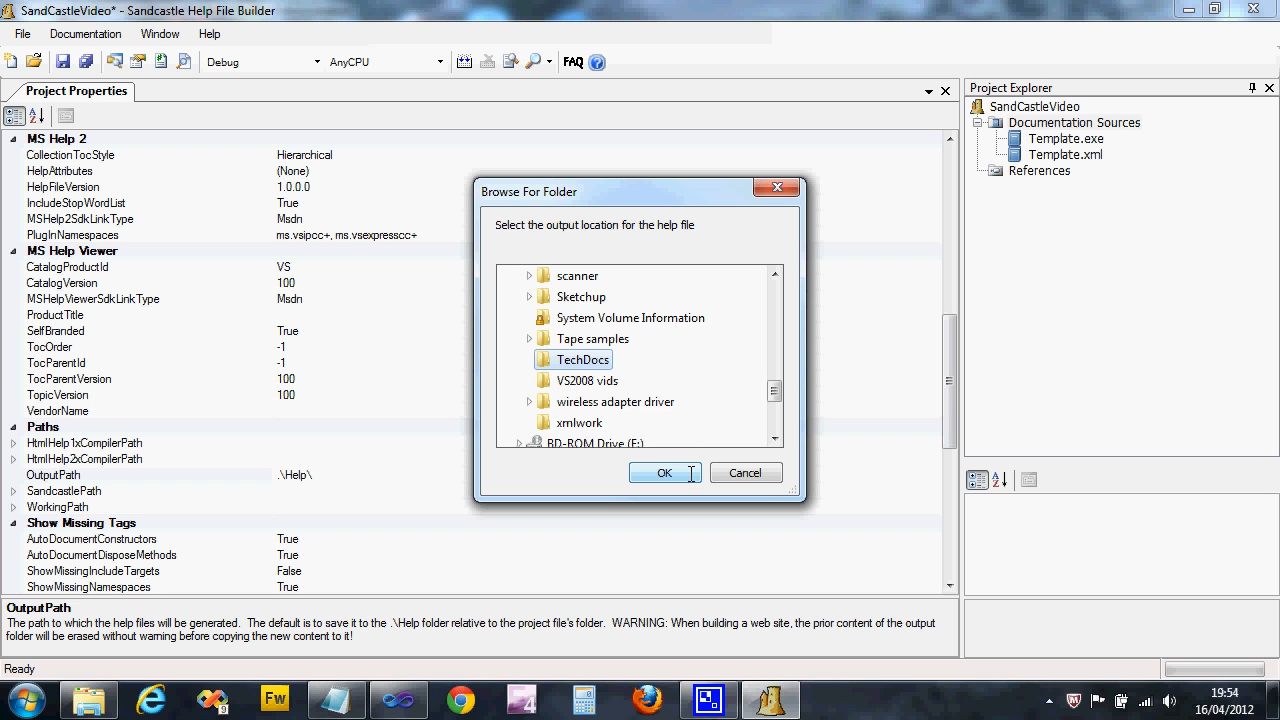 SandCastleVideo* - Sandcastle Help File Builder
File Documentation Window Help
Debug AnyCPU FAQ
Project Properties
MS Help 2
CollectionTocStyle Hierarchical
HelpAttributes (None)
HelpFileVersion 1.0.0.0
IncludeStopWordList True
MSHelp2SdkLinkType Msdn
PlugInNamespaces ms.vsipcc+, ms.vsexpresscc+
MS Help Viewer
CatalogProductId VS
CatalogVersion 100
MSHelpViewerSdkLinkType Msdn
ProductTitle
SelfBranded True
TocOrder -1
TocParentId -1
TocParentVersion 100
TopicVersion 100
VendorName
Paths
HtmlHelp1xCompilerPath
HtmlHelp2xCompilerPath
OutputPath .\Help\
SandcastlePath
WorkingPath
Show Missing Tags
AutoDocumentConstructors True
AutoDocumentDisposeMethods True
ShowMissingIncludeTargets False
ShowMissingNamespaces True
OutputPath
The path to which the help files will be generated. The default is to save it to the .\Help folder relative to the project file's folder. WARNING: When building a web site, the prior content of the output
folder will be erased without warning before copying the new content to it!
Ready
Browse For Folder
Select the output location for the help file
scanner
Sketchup
System Volume Information
Tape samples
TechDocs
VS2008 vids
wireless adapter driver
xmlwork
BD-ROM Drive (F:)
OK Cancel
Project Explorer
SandCastleVideo
Documentation Sources
Template.exe
Template.xml
References
Fw
4
19:54
16/04/2012